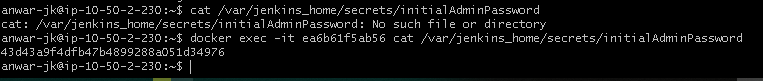 anwar-jk@ip-10-50-2-230:~$ cat /var/jenkins_home/secrets/initialAdminPassword
cat: /var/jenkins_home/secrets/initialAdminPassword: No such file or directory
anwar-jk@ip-10-50-2-230:~$ docker exec -it ea6b61f5ab56 cat /var/jenkins_home/secrets/initialAdminPassword
43d43a9f4dfb47b4899288a051d34976
anwar-jk@ip-10-50-2-230:~$